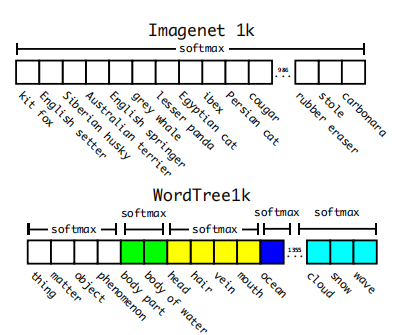 Imagenet 1k
softmax
986
...
kit fox
English setter
Siberian husky
Australian terrier
English springer
grey whale
lesser panda
Egyptian cat
ibex
Persian cat
cougar
rubber eraser
stole
carbonara
WordTree1k
softmax
softmax
softmax
softmax
softmax
1355
...
thing
matter
object
phenomenon
body part
body of water
head
hair
vein
mouth
ocean
cloud
snow
wave